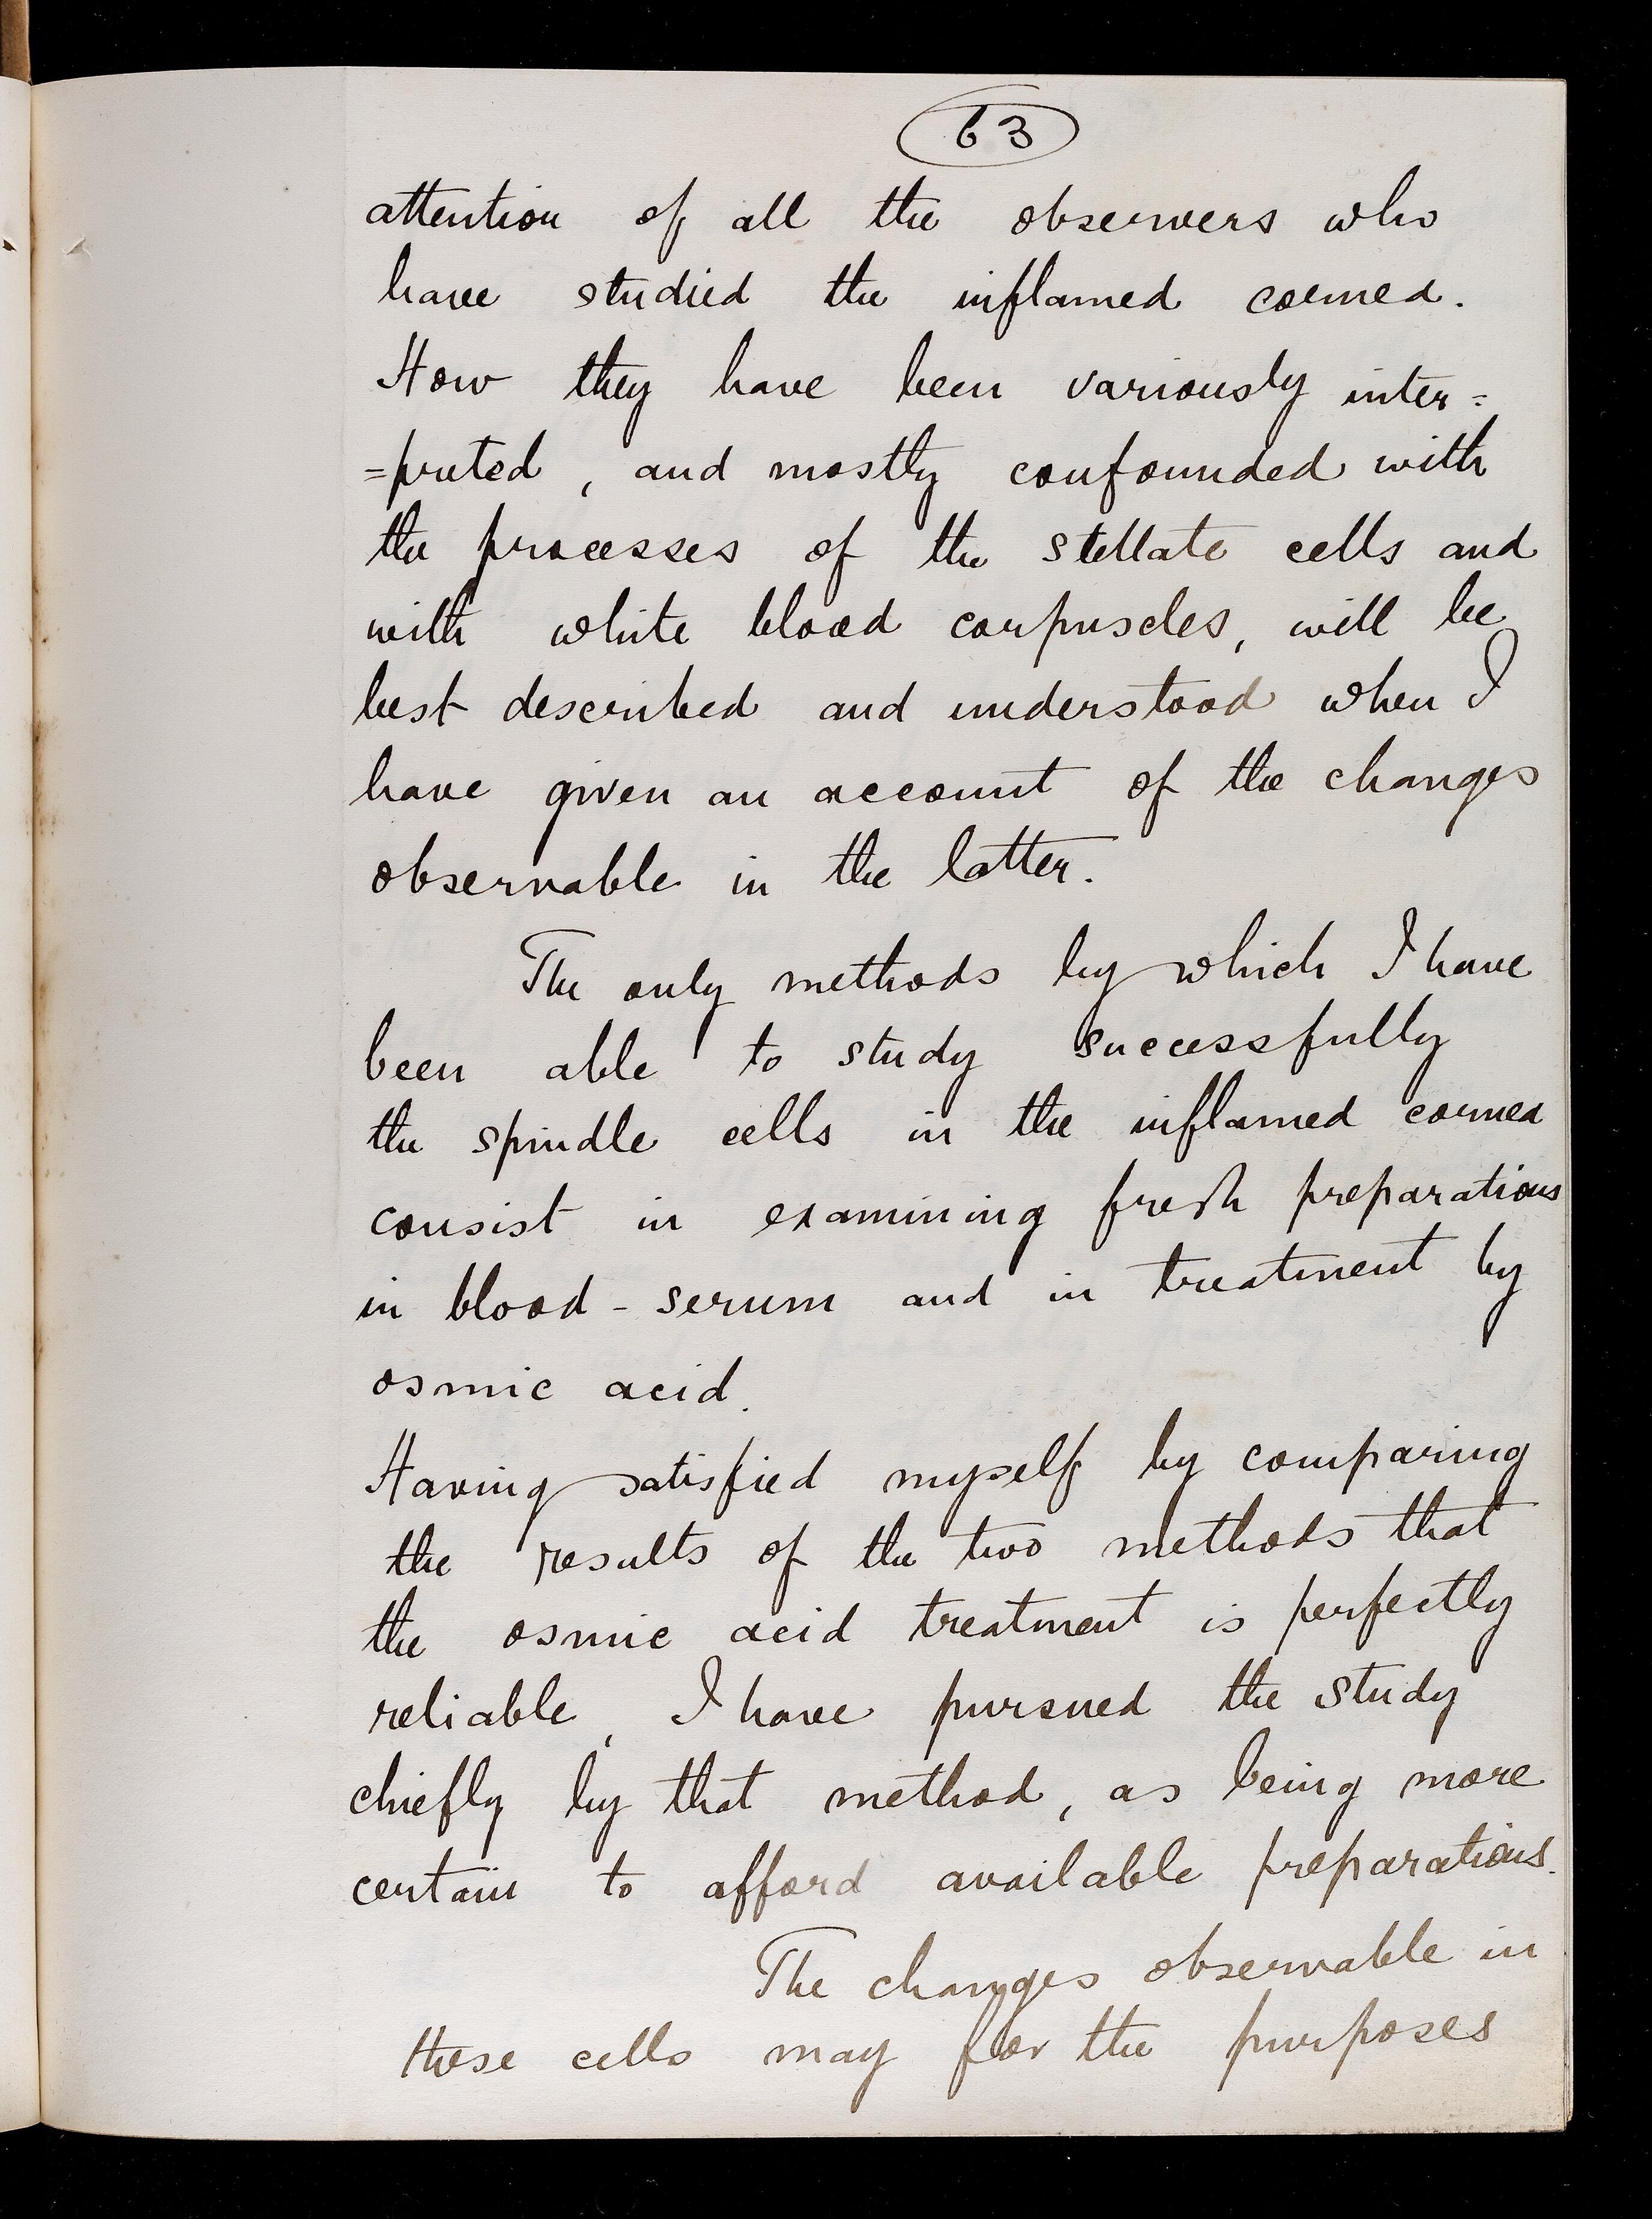 63
attention of all the observers who
have studied the inflamed cornea.
How they have been variously inter=
=preted, and mostly confounded with
the processes of the stellate cells and
with white blood corpuscles, will be
best described and understood when I
have given an account of the changes
observable in the latter.
The only methods by which I have
been able to study successfully
the spindle cells in the inflamed cornea
consist in examining fresh preparations
in blood-serum and in treatment by
osmic acid.
Having satisfied myself by comparing
the results of the two methods that
the osmic acid treatment is perfectly
reliable, I have pursued the study
chiefly by that method, as being more
certain to afford available preparations.
The changes observable in
these cells may for the purposes